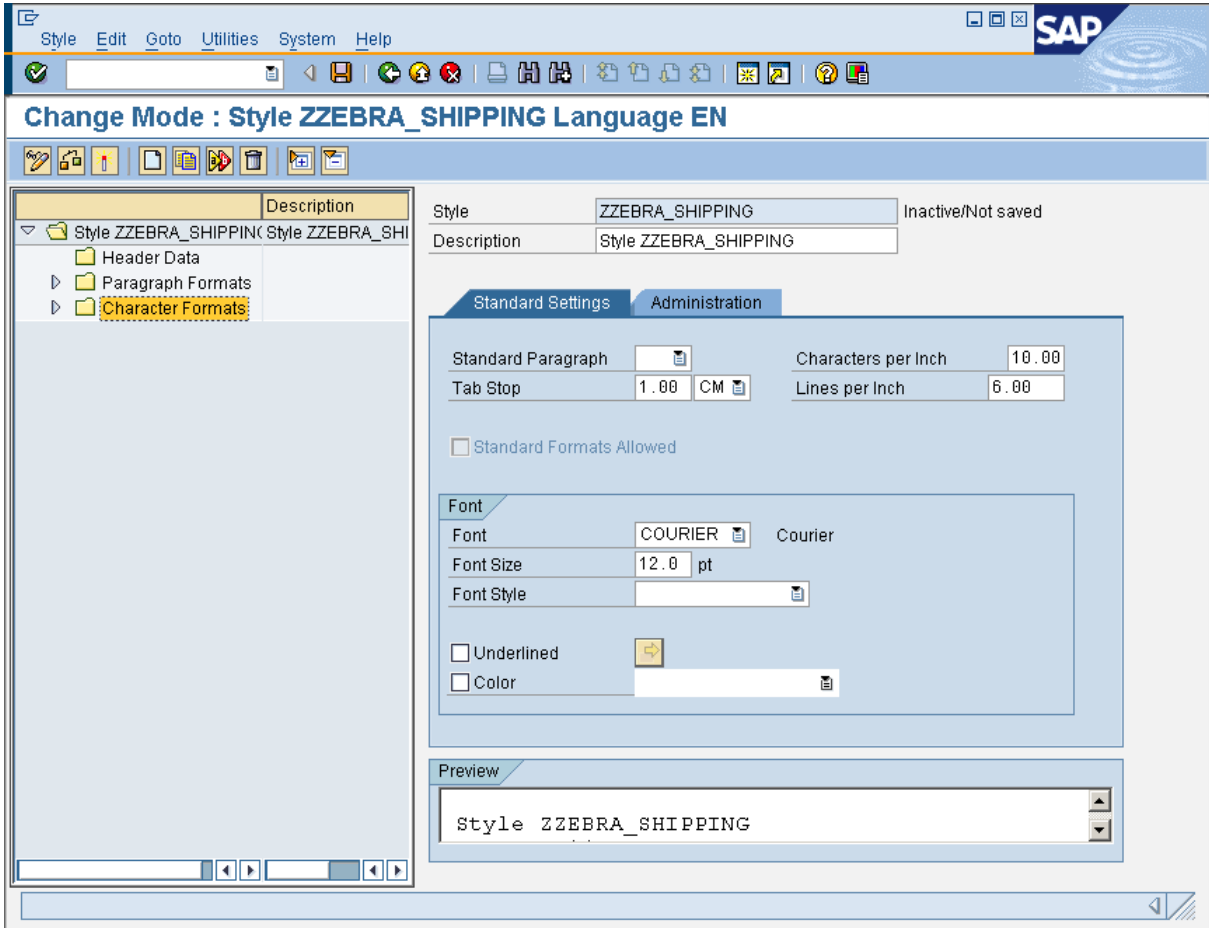 Style Edit Goto Utilities System Help
SAP
Change Mode : Style ZZEBRA_SHIPPING Language EN
Description
Style ZZEBRA_SHIPPIN( Style ZZEBRA_SHI
Header Data
Paragraph Formats
Character Formats
Style ZZEBRA_SHIPPING Inactive/Not saved
Description Style ZZEBRA_SHIPPING
Standard Settings Administration
Standard Paragraph Characters per Inch 10.00
Tab Stop 1.00 CM Lines per Inch 6.00
Standard Formats Allowed
Font
Font COURIER Courier
Font Size 12.0 pt
Font Style
Underlined
Color
Preview
Style ZZEBRA_SHIPPING